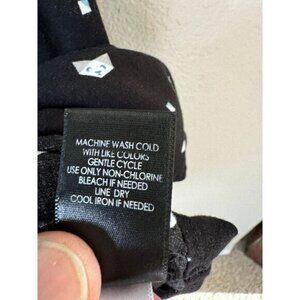 MACHINE WASH COLD
WITH LIKE COLORS
GENTLE CYCLE
USE ONLY NON-CHLORINE
BLEACH IF NEEDED
LINE DRY
COOL IRON IF NEEDED